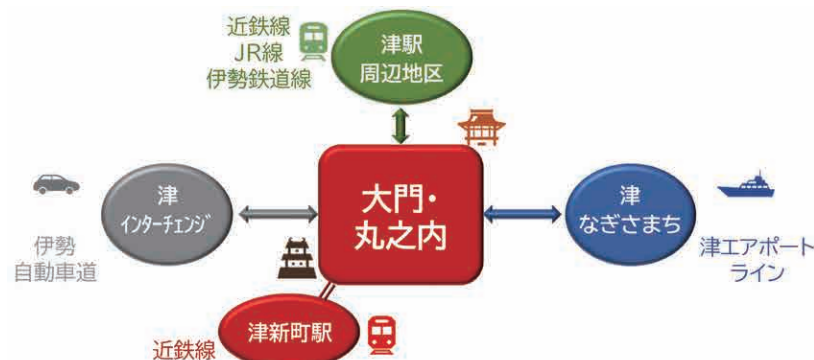 近鉄線
JR線
伊勢鉄道線
津駅
周辺地区
津
ｲﾝﾀｰﾁｪﾝｼﾞ
伊勢
自動車道
大門・
丸之内
津
なぎさまち
津エアポート
ライン
津新町駅
近鉄線